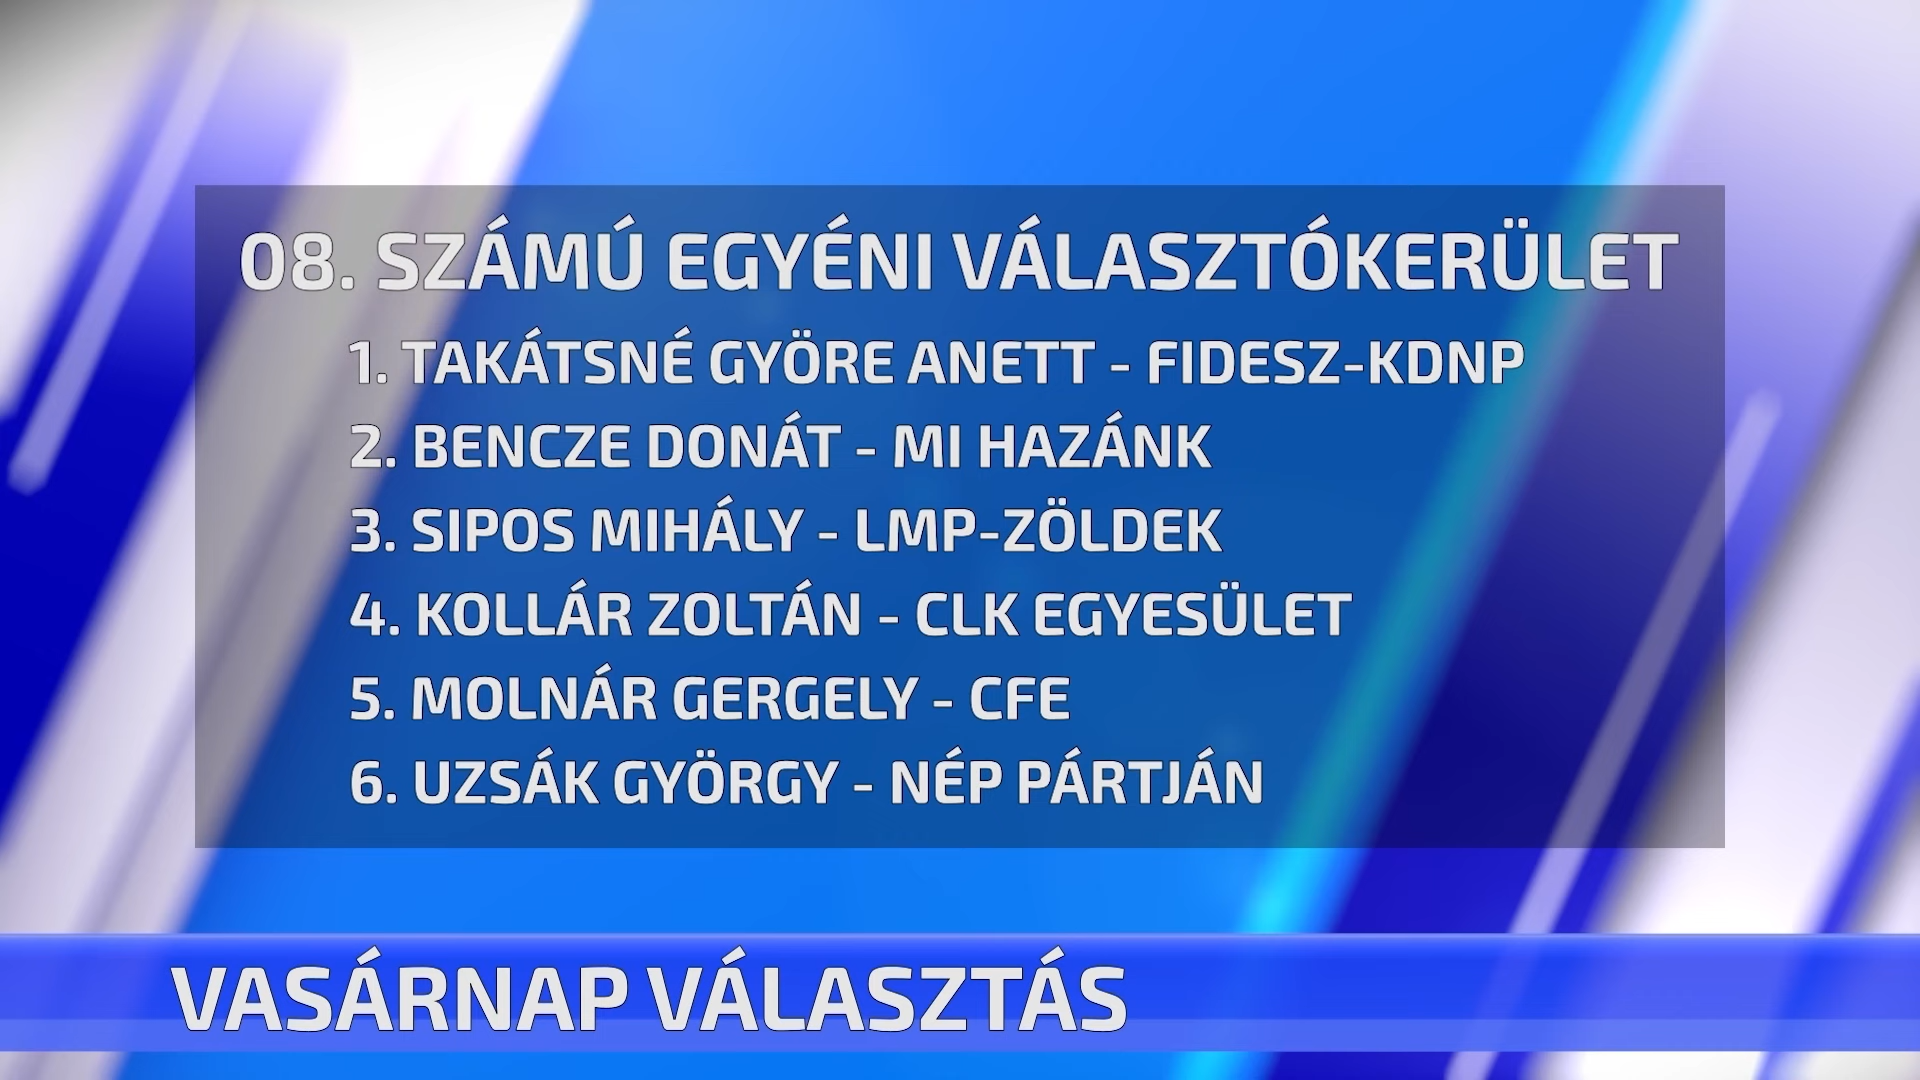 08. SZÁMÚ EGYÉNI VÁLASZTÓKERÜLET
1. TAKÁTSNÉ GYÖRE ANETT - FIDESZ-KDNP
2. BENCZE DONÁT - MI HAZÁNK
3. SIPOS MIHÁLY - LMP-ZÖLDEK
4. KOLLÁR ZOLTÁN - CLK EGYESÜLET
5. MOLNÁR GERGELY - CFE
6. UZSÁK GYÖRGY - NÉP PÁRTJÁN
VASÁRNAP VÁLASZTÁS